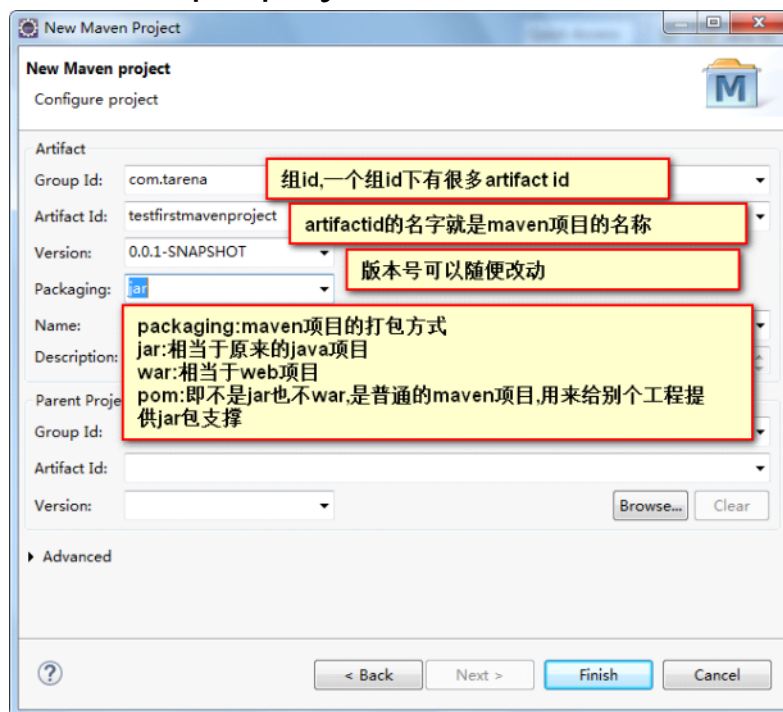 New Maven Project
New Maven project
Configure project
Artifact
Group Id: com.tarena
组id,一个组id下有很多artifact id
Artifact Id: testfirstmavenproject
artifactid的名字就是maven项目的名称
Version: 0.0.1-SNAPSHOT
版本号可以随便改动
Packaging: jar
Name:
packaging:maven项目的打包方式
jar:相当于原来的java项目
Description:
war:相当于web项目
pom:即不是jar也不war,是普通的maven项目,用来给别个工程提
供jar包支撑
Parent Proje
Group Id:
Artifact Id:
Version:
Browse... Clear
Advanced
< Back Next > Finish Cancel